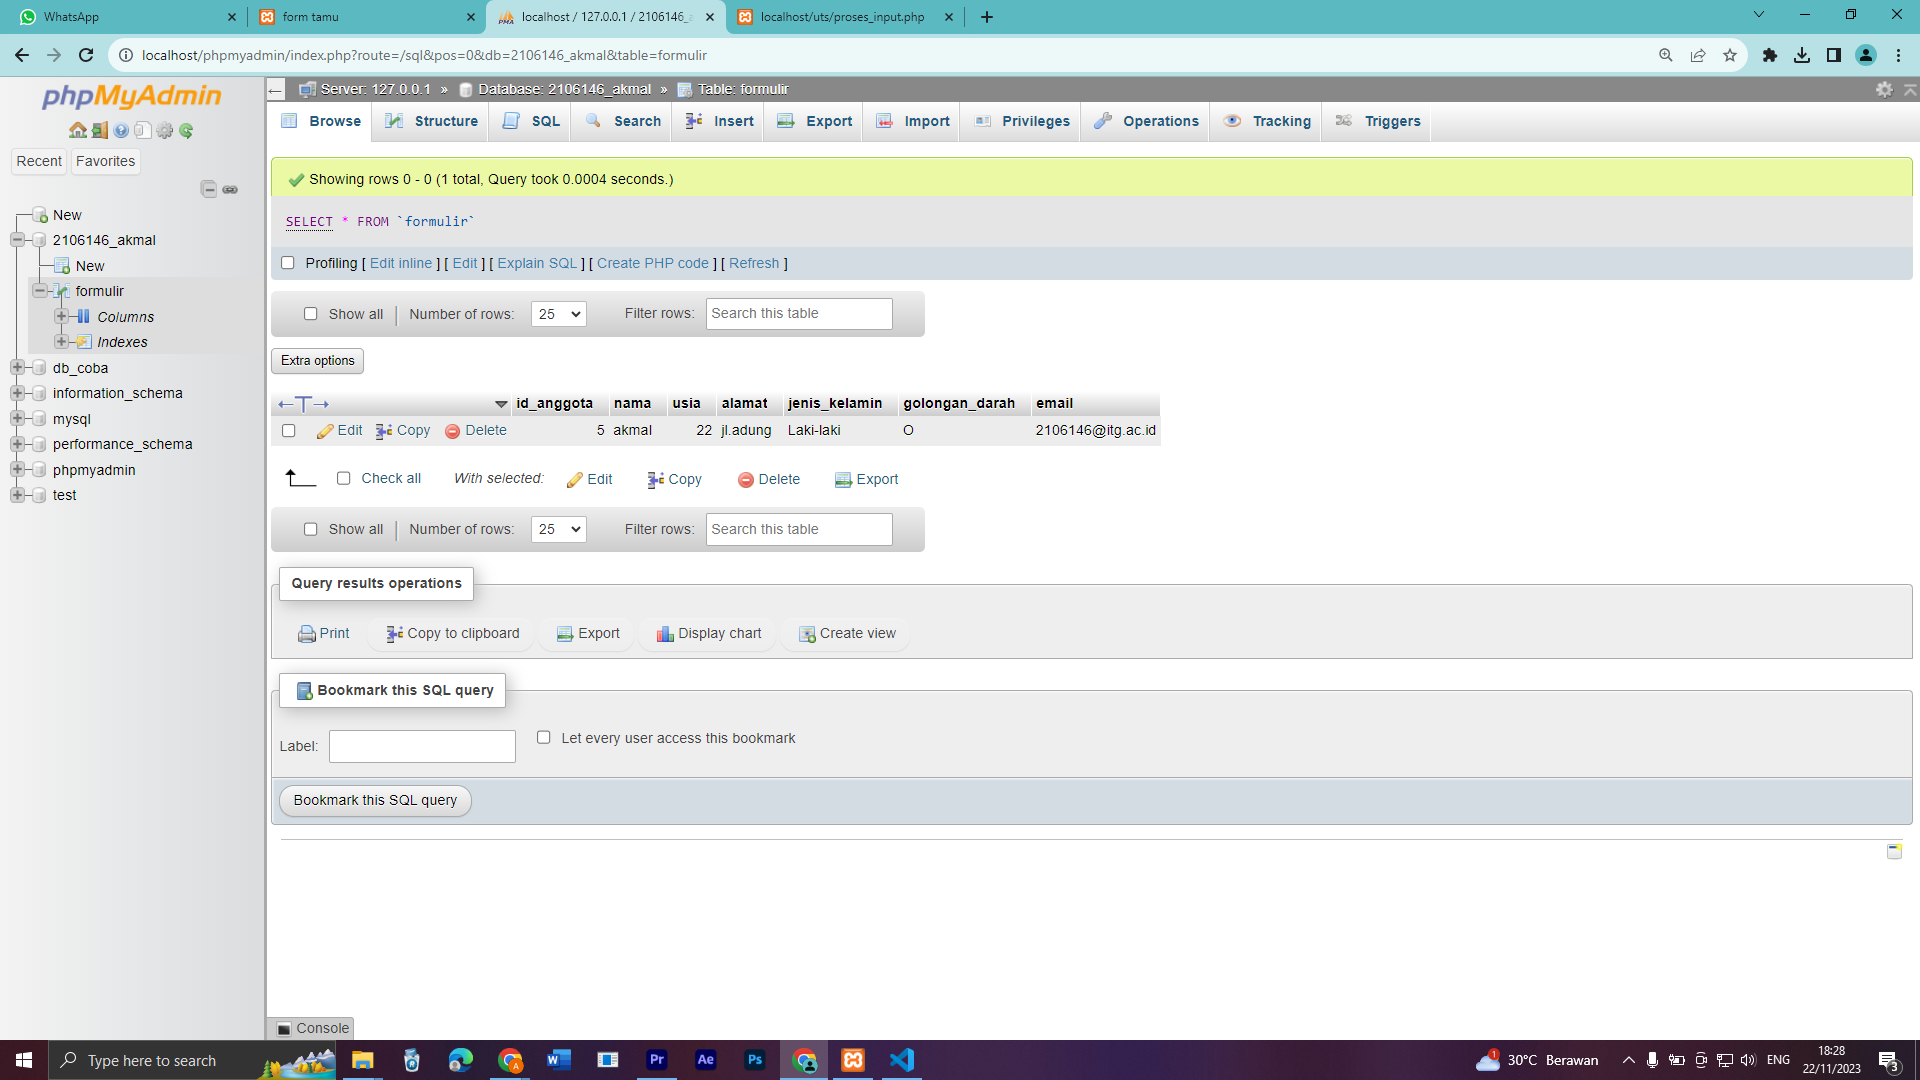 WhatsApp
form tamu
localhost / 127.0.0.1 / 2106146_a
localhost/uts/proses_input.php
localhost/phpmyadmin/index.php?route=/sql&pos=0&db=2106146_akmal&table=formulir
phpMyAdmin
Recent
Favorites
New
2106146_akmal
New
formulir
Columns
Indexes
db_coba
information_schema
mysql
performance_schema
phpmyadmin
test
Server: 127.0.0.1 » Database: 2106146_akmal » Table: formulir
Browse Structure SQL Search Insert Export Import Privileges Operations Tracking Triggers
Showing rows 0 - 0 (1 total, Query took 0.0004 seconds.)
SELECT * FROM `formulir`
Profiling [ Edit inline ] [ Edit ] [ Explain SQL ] [ Create PHP code ] [ Refresh ]
Show all Number of rows: 25 Filter rows: Search this table
Extra options
id_anggota nama usia alamat jenis_kelamin golongan_darah email
Edit Copy Delete 5 akmal 22 jl.adung Laki-laki O 2106146@itg.ac.id
Check all With selected: Edit Copy Delete Export
Show all Number of rows: 25 Filter rows: Search this table
Query results operations
Print Copy to clipboard Export Display chart Create view
Bookmark this SQL query
Label: Let every user access this bookmark
Bookmark this SQL query
Console
Type here to search
Pr Ae Ps
1 30°C Berawan
ENG
18:28
22/11/2023
3